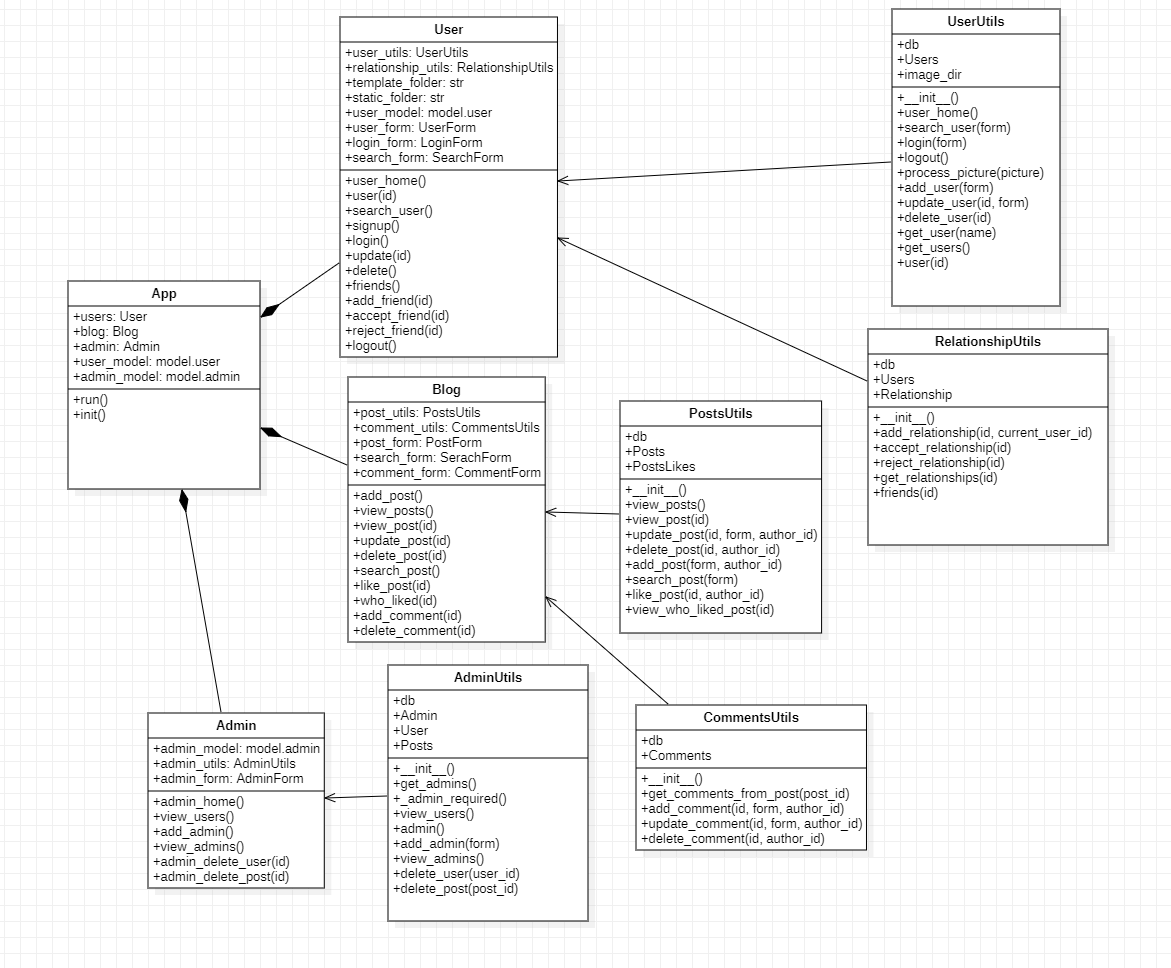 User
+user_utils: UserUtils
+relationship_utils: RelationshipUtils
+template_folder: str
+static_folder: str
+user_model: model.user
+user_form: UserForm
+login_form: LoginForm
+search_form: SearchForm
+user_home()
+user(id)
+search_user()
+signup()
+login()
+update(id)
+delete()
+friends()
+add_friend(id)
+accept_friend(id)
+reject_friend(id)
+logout()
UserUtils
+db
+Users
+image_dir
+__init__()
+user_home()
+search_user(form)
+login(form)
+logout()
+process_picture(picture)
+add_user(form)
+update_user(id, form)
+delete_user(id)
+get_user(name)
+get_users()
+user(id)
App
+users: User
+blog: Blog
+admin: Admin
+user_model: model.user
+admin_model: model.admin
+run()
+init()
RelationshipUtils
+db
+Users
+Relationship
+__init__()
+add_relationship(id, current_user_id)
+accept_relationship(id)
+reject_relationship(id)
+get_relationships(id)
+friends(id)
Blog
+post_utils: PostsUtils
+comment_utils: CommentsUtils
+post_form: PostForm
+search_form: SerachForm
+comment_form: CommentForm
+add_post()
+view_posts()
+view_post(id)
+update_post(id)
+delete_post(id)
+search_post()
+like_post(id)
+who_liked(id)
+add_comment(id)
+delete_comment(id)
PostsUtils
+db
+Posts
+PostsLikes
+__init__()
+view_posts()
+view_post(id)
+update_post(id, form, author_id)
+delete_post(id, author_id)
+add_post(form, author_id)
+search_post(form)
+like_post(id, author_id)
+view_who_liked_post(id)
AdminUtils
+db
+Admin
+User
+Posts
+__init__()
+get_admins()
+_admin_required()
+view_users()
+admin()
+add_admin(form)
+view_admins()
+delete_user(user_id)
+delete_post(post_id)
CommentsUtils
+db
+Comments
+__init__()
+get_comments_from_post(post_id)
+add_comment(id, form, author_id)
+update_comment(id, form, author_id)
+delete_comment(id, author_id)
Admin
+admin_model: model.admin
+admin_utils: AdminUtils
+admin_form: AdminForm
+admin_home()
+view_users()
+add_admin()
+view_admins()
+admin_delete_user(id)
+admin_delete_post(id)